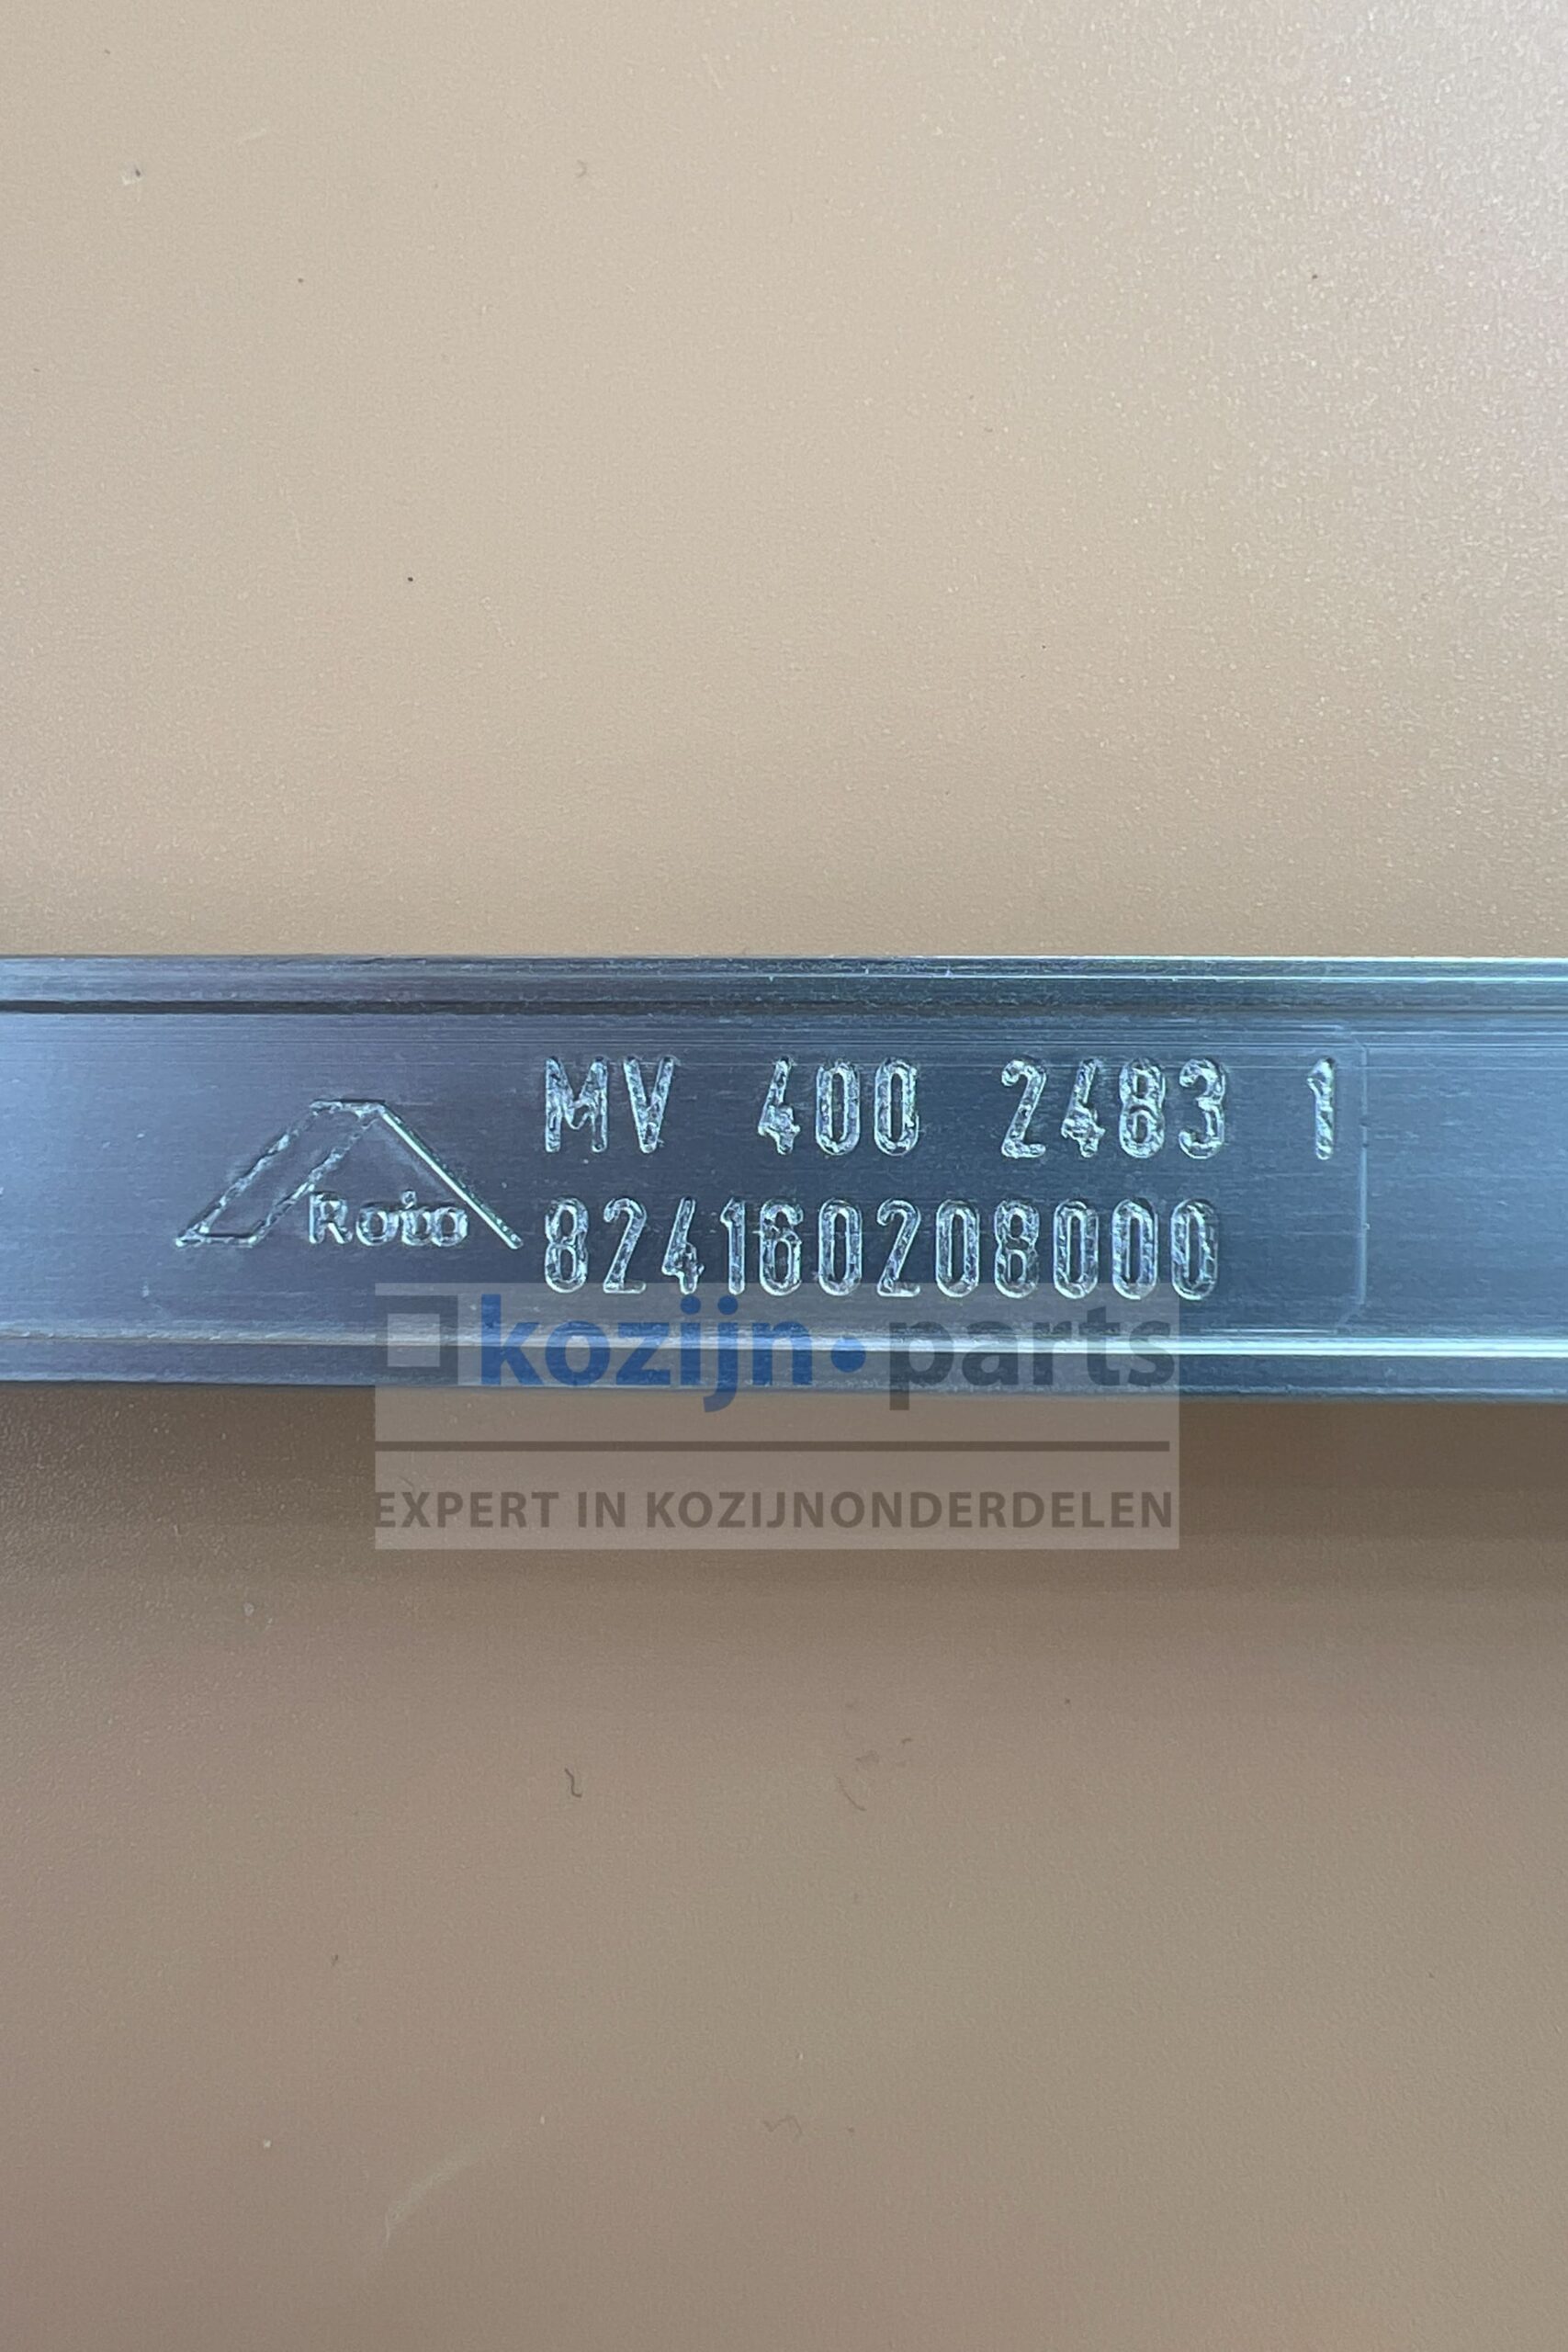 MV 400 2483 1
Roto
824160208000
kozijn•parts
EXPERT IN KOZIJNONDERDELEN